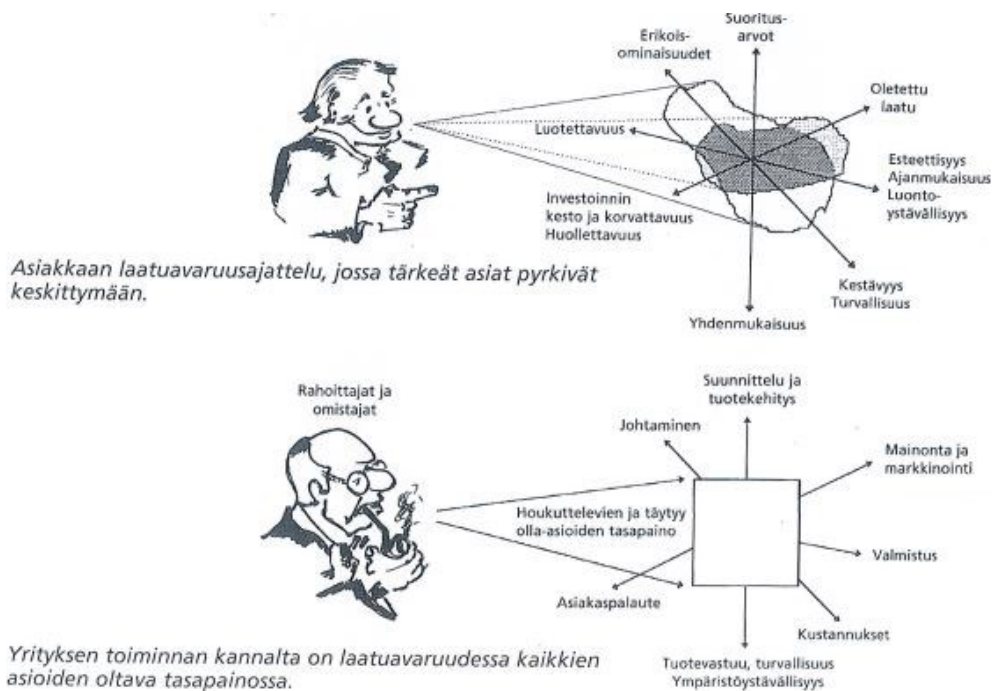 Suoritus-
arvot
Erikois-
ominaisuudet
Oletettu
laatu
Luotettavuus
Esteettisyys
Ajanmukaisuus
Luonto-
ystävällisyys
Investoinnin
kesto ja korvattavuus
Huollettavuus
Kestävyys
Turvallisuus
Yhdenmukaisuus
Asiakkaan laatuavaruusajattelu, jossa tärkeät asiat pyrkivät
keskittymään.
Rahoittajat ja
omistajat
Suunnittelu ja
tuotekehitys
Johtaminen
Mainonta ja
markkinointi
Houkuttelevien ja täytyy
olla-asioiden tasapaino
Valmistus
Asiakaspalaute
Kustannukset
Tuotevastuu, turvallisuus
Ympäristöystävällisyys
Yrityksen toiminnan kannalta on laatuavaruudessa kaikkien
asioiden oltava tasapainossa.